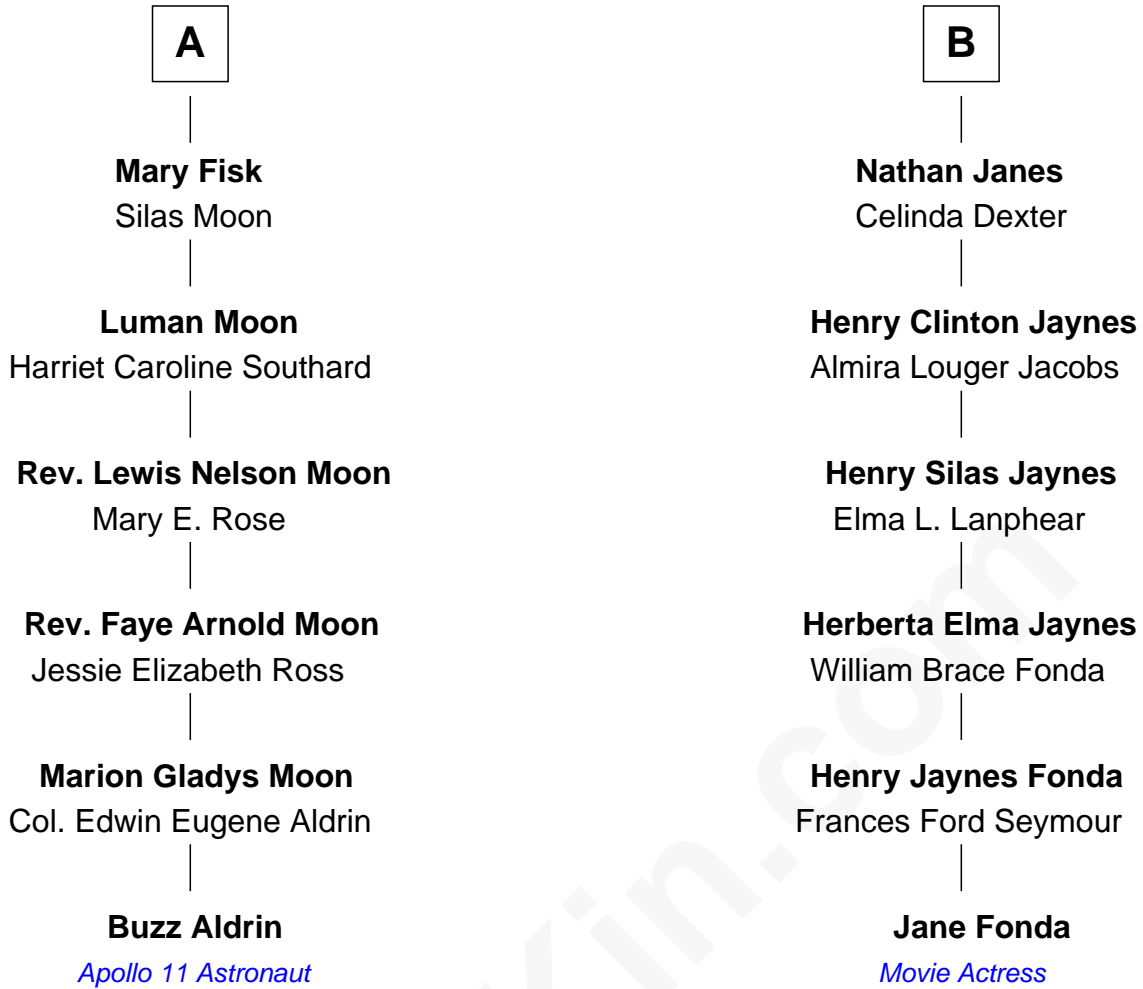 A
Mary Fisk
Silas Moon
Luman Moon
Harriet Caroline Southard
Rev. Lewis Nelson Moon
Mary E. Rose
Rev. Faye Arnold Moon
Jessie Elizabeth Ross
Marion Gladys Moon
Col. Edwin Eugene Aldrin
Buzz Aldrin
Apollo 11 Astronaut
B
Nathan Janes
Celinda Dexter
Henry Clinton Jaynes
Almira Louger Jacobs
Henry Silas Jaynes
Elma L. Lanphear
Herberta Elma Jaynes
William Brace Fonda
Henry Jaynes Fonda
Frances Ford Seymour
Jane Fonda
Movie Actress
Kin.com